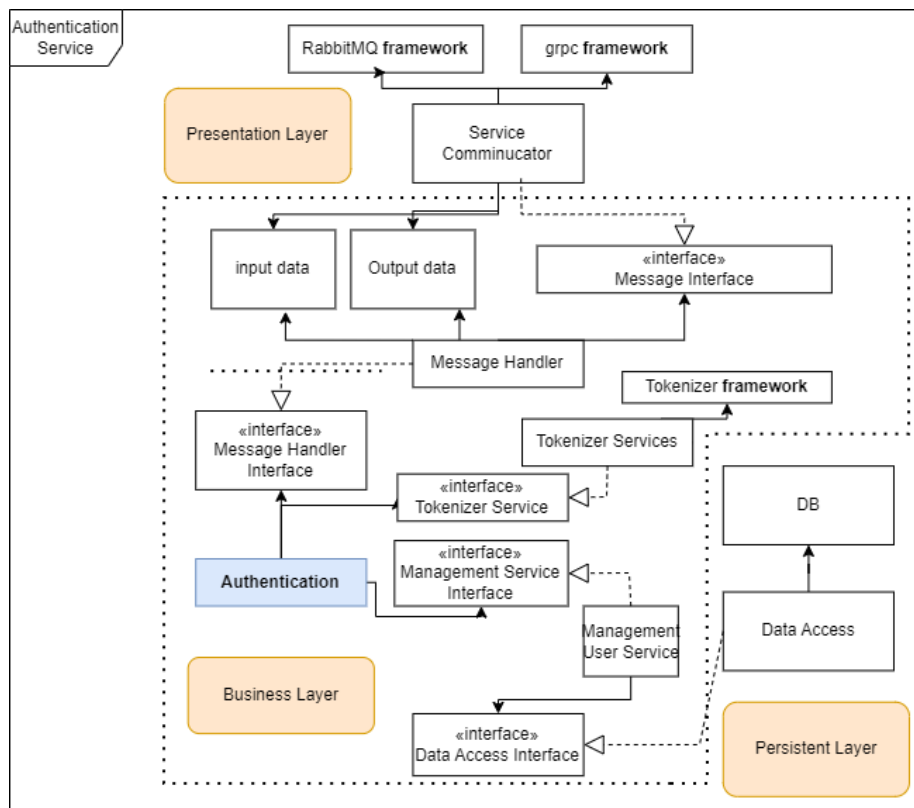 Authentication
Service
RabbitMQ framework
grpc framework
Presentation Layer
Service
Comminucator
input data
Output data
«interface»
Message Interface
Message Handler
Tokenizer framework
«interface»
Message Handler
Interface
Tokenizer Services
«interface»
Tokenizer Service
DB
Authentication
«interface»
Management Service
Interface
Management
User Service
Data Access
Business Layer
«interface»
Data Access Interface
Persistent Layer